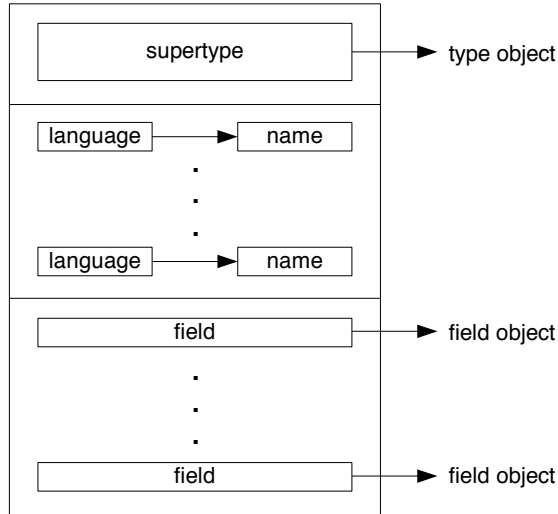 supertype type object
language name
.
.
.
language name
field field object
.
.
.
field field object